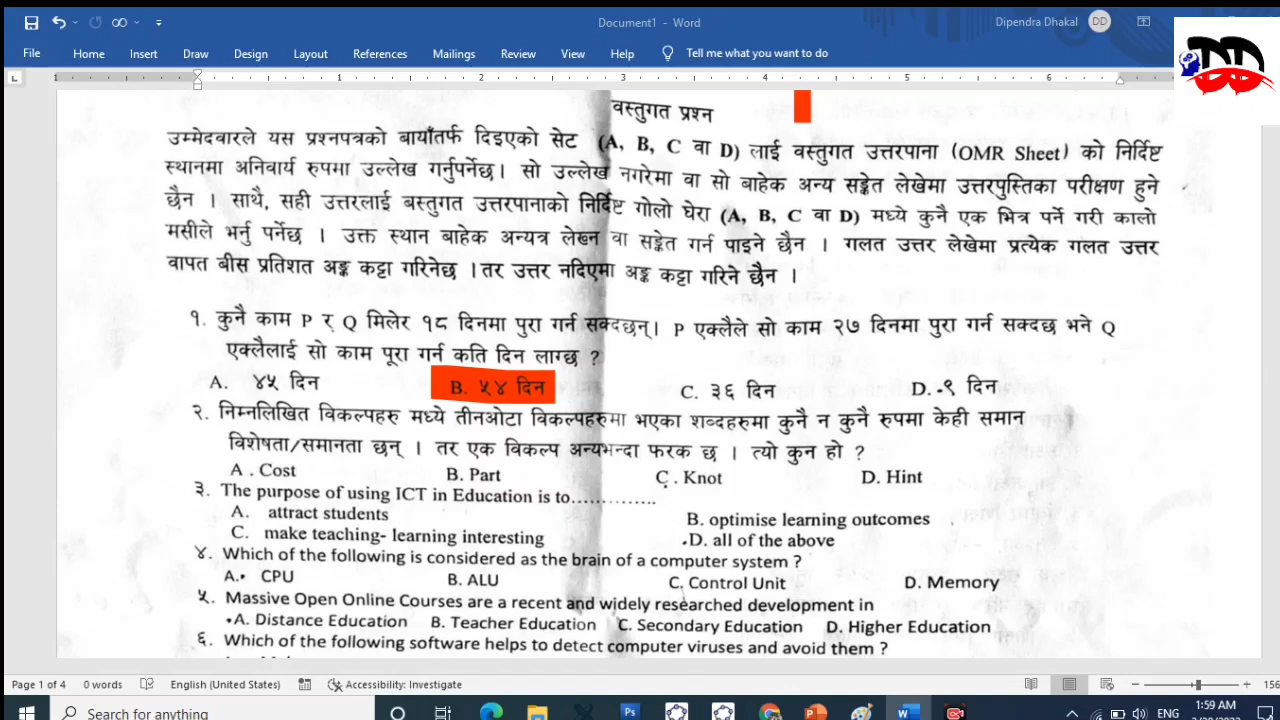 Document1 - Word
Dipendra Dhakal DD
File Home Insert Draw Design Layout References Mailings Review View Help Tell me what you want to do
DD
1 1 2 3 4 5 6
वस्तुगत प्रश्न
उम्मेदवारले यस प्रश्नपत्रको बायाँतर्फ दिइएको सेट (A, B, C वा D) लाई वस्तुगत उत्तरपाना (OMR Sheet) को निर्दिष्ट
स्थानमा अनिवार्य रुपमा उल्लेख गर्नुपर्नेछ। सो उल्लेख नगरेमा वा सो बाहेक अन्य सङ्केत लेखेमा उत्तरपुस्तिका परीक्षण हुने
छैन । साथै, सही उत्तरलाई बस्तुगत उत्तरपानाको निर्दिष्ट गोलो घेरा (A, B, C वा D) मध्ये कुनै एक भित्र पर्ने गरी कालो
मसीले भर्नु पर्नेछ । उक्त स्थान बाहेक अन्यत्र लेख्न वा सङ्केत गर्न पाइने छैन । गलत उत्तर लेखेमा प्रत्येक गलत उत्तर
वापत बीस प्रतिशत अङ्क कट्टा गरिनेछ । तर उत्तर नदिएमा अङ्क कट्टा गरिने छैन ।
१. कुनै काम P र् Q मिलेर १८ दिनमा पुरा गर्न सक्दछन्। P एक्लैले सो काम २७ दिनमा पुरा गर्न सक्दछ भने Q
एक्लैलाई सो काम पूरा गर्न कति दिन लाग्छ ?
A. ४५ दिन B. ५४ दिन C. ३६ दिन D. ९ दिन
२. निम्नलिखित विकल्पहरु मध्ये तीनओटा विकल्पहरुमा भएका शब्दहरुमा कुनै न कुनै रुपमा केही समान
विशेषता/समानता छन् । तर एक विकल्प अन्यभन्दा फरक छ । त्यो कुन हो ?
A . Cost B. Part C . Knot D. Hint
३. The purpose of using ICT in Education is to..............
A. attract students B. optimise learning outcomes
C. make teaching- learning interesting D. all of the above
४. Which of the following is considered as the brain of a computer system ?
A. CPU B. ALU C. Control Unit D. Memory
५. Massive Open Online Courses are a recent and widely researched development in
A. Distance Education B. Teacher Education C. Secondary Education D. Higher Education
६. Which of the following software helps to detect computer viruses and avoid them ?
Page 1 of 4 0 words English (United States) Accessibility: Investigate 156
Search for anything Ps P W ENG 1:59 AM